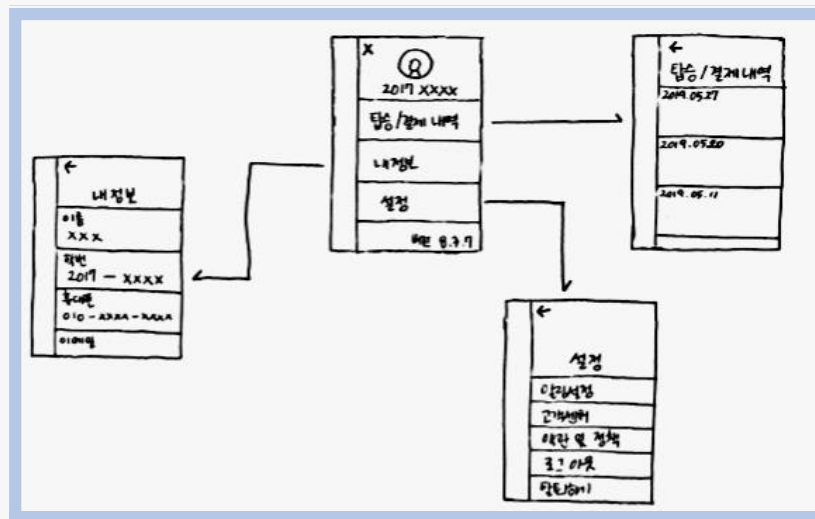 X
2017 XXXX
탑승/결제 내역
내정보
설정
버전 8.7.7
←
탑승/결제 내역
2019.05.27
2019.05.20
2019.05.11
←
내정보
이름
XXX
학번
2017 - XXXX
휴대폰
010-XXXX-XXXX
이메일
←
설정
알림설정
고객센터
약관 및 정책
로그아웃
탈퇴하기